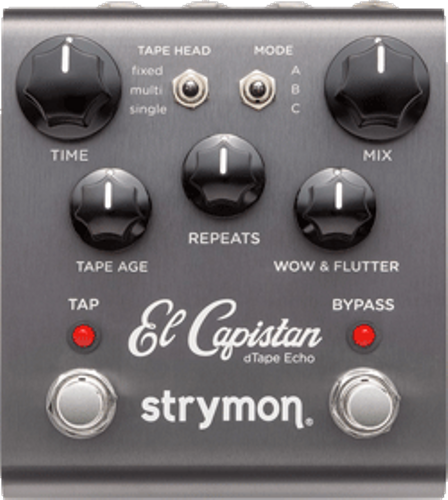 TAPE HEAD
MODE
fixed
A
multi
B
single
C
TIME
MIX
REPEATS
TAPE AGE
WOW & FLUTTER
TAP
BYPASS
El Capistan
dTape Echo
strymon®